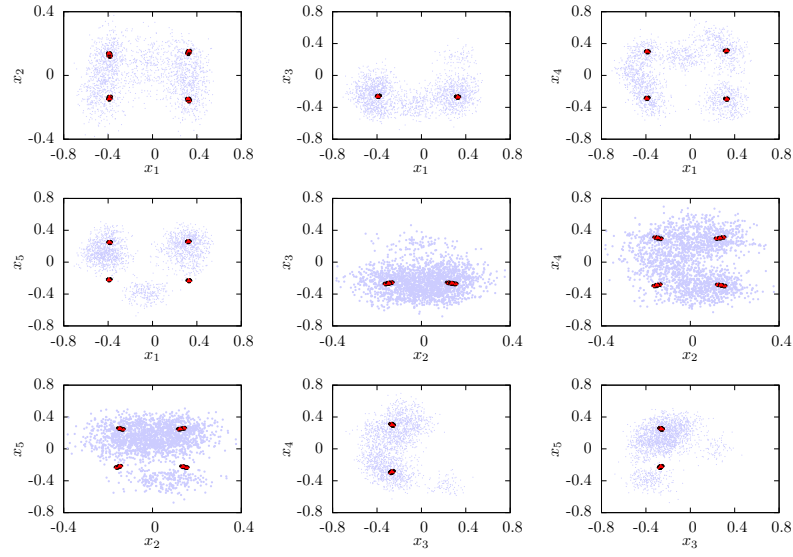 0.4 0.8 0.8
0.4 0.4
x₂ 0 x₃ 0 x₄ 0
-0.4 -0.4
-0.4 -0.8 -0.8
-0.8 -0.4 0 0.4 0.8 -0.8 -0.4 0 0.4 0.8 -0.8 -0.4 0 0.4 0.8
x₁ x₁ x₁
0.8 0.8 0.8
0.4 0.4 0.4
x₅ 0 x₃ 0 x₄ 0
-0.4 -0.4 -0.4
-0.8 -0.8 -0.8
-0.8 -0.4 0 0.4 0.8 -0.4 0 0.4 -0.4 0 0.4
x₁ x₂ x₂
0.8 0.8 0.8
0.4 0.4 0.4
x₅ 0 x₄ 0 x₅ 0
-0.4 -0.4 -0.4
-0.8 -0.8 -0.8
-0.4 0 0.4 -0.8 -0.4 0 0.4 0.8 -0.8 -0.4 0 0.4 0.8
x₂ x₃ x₃